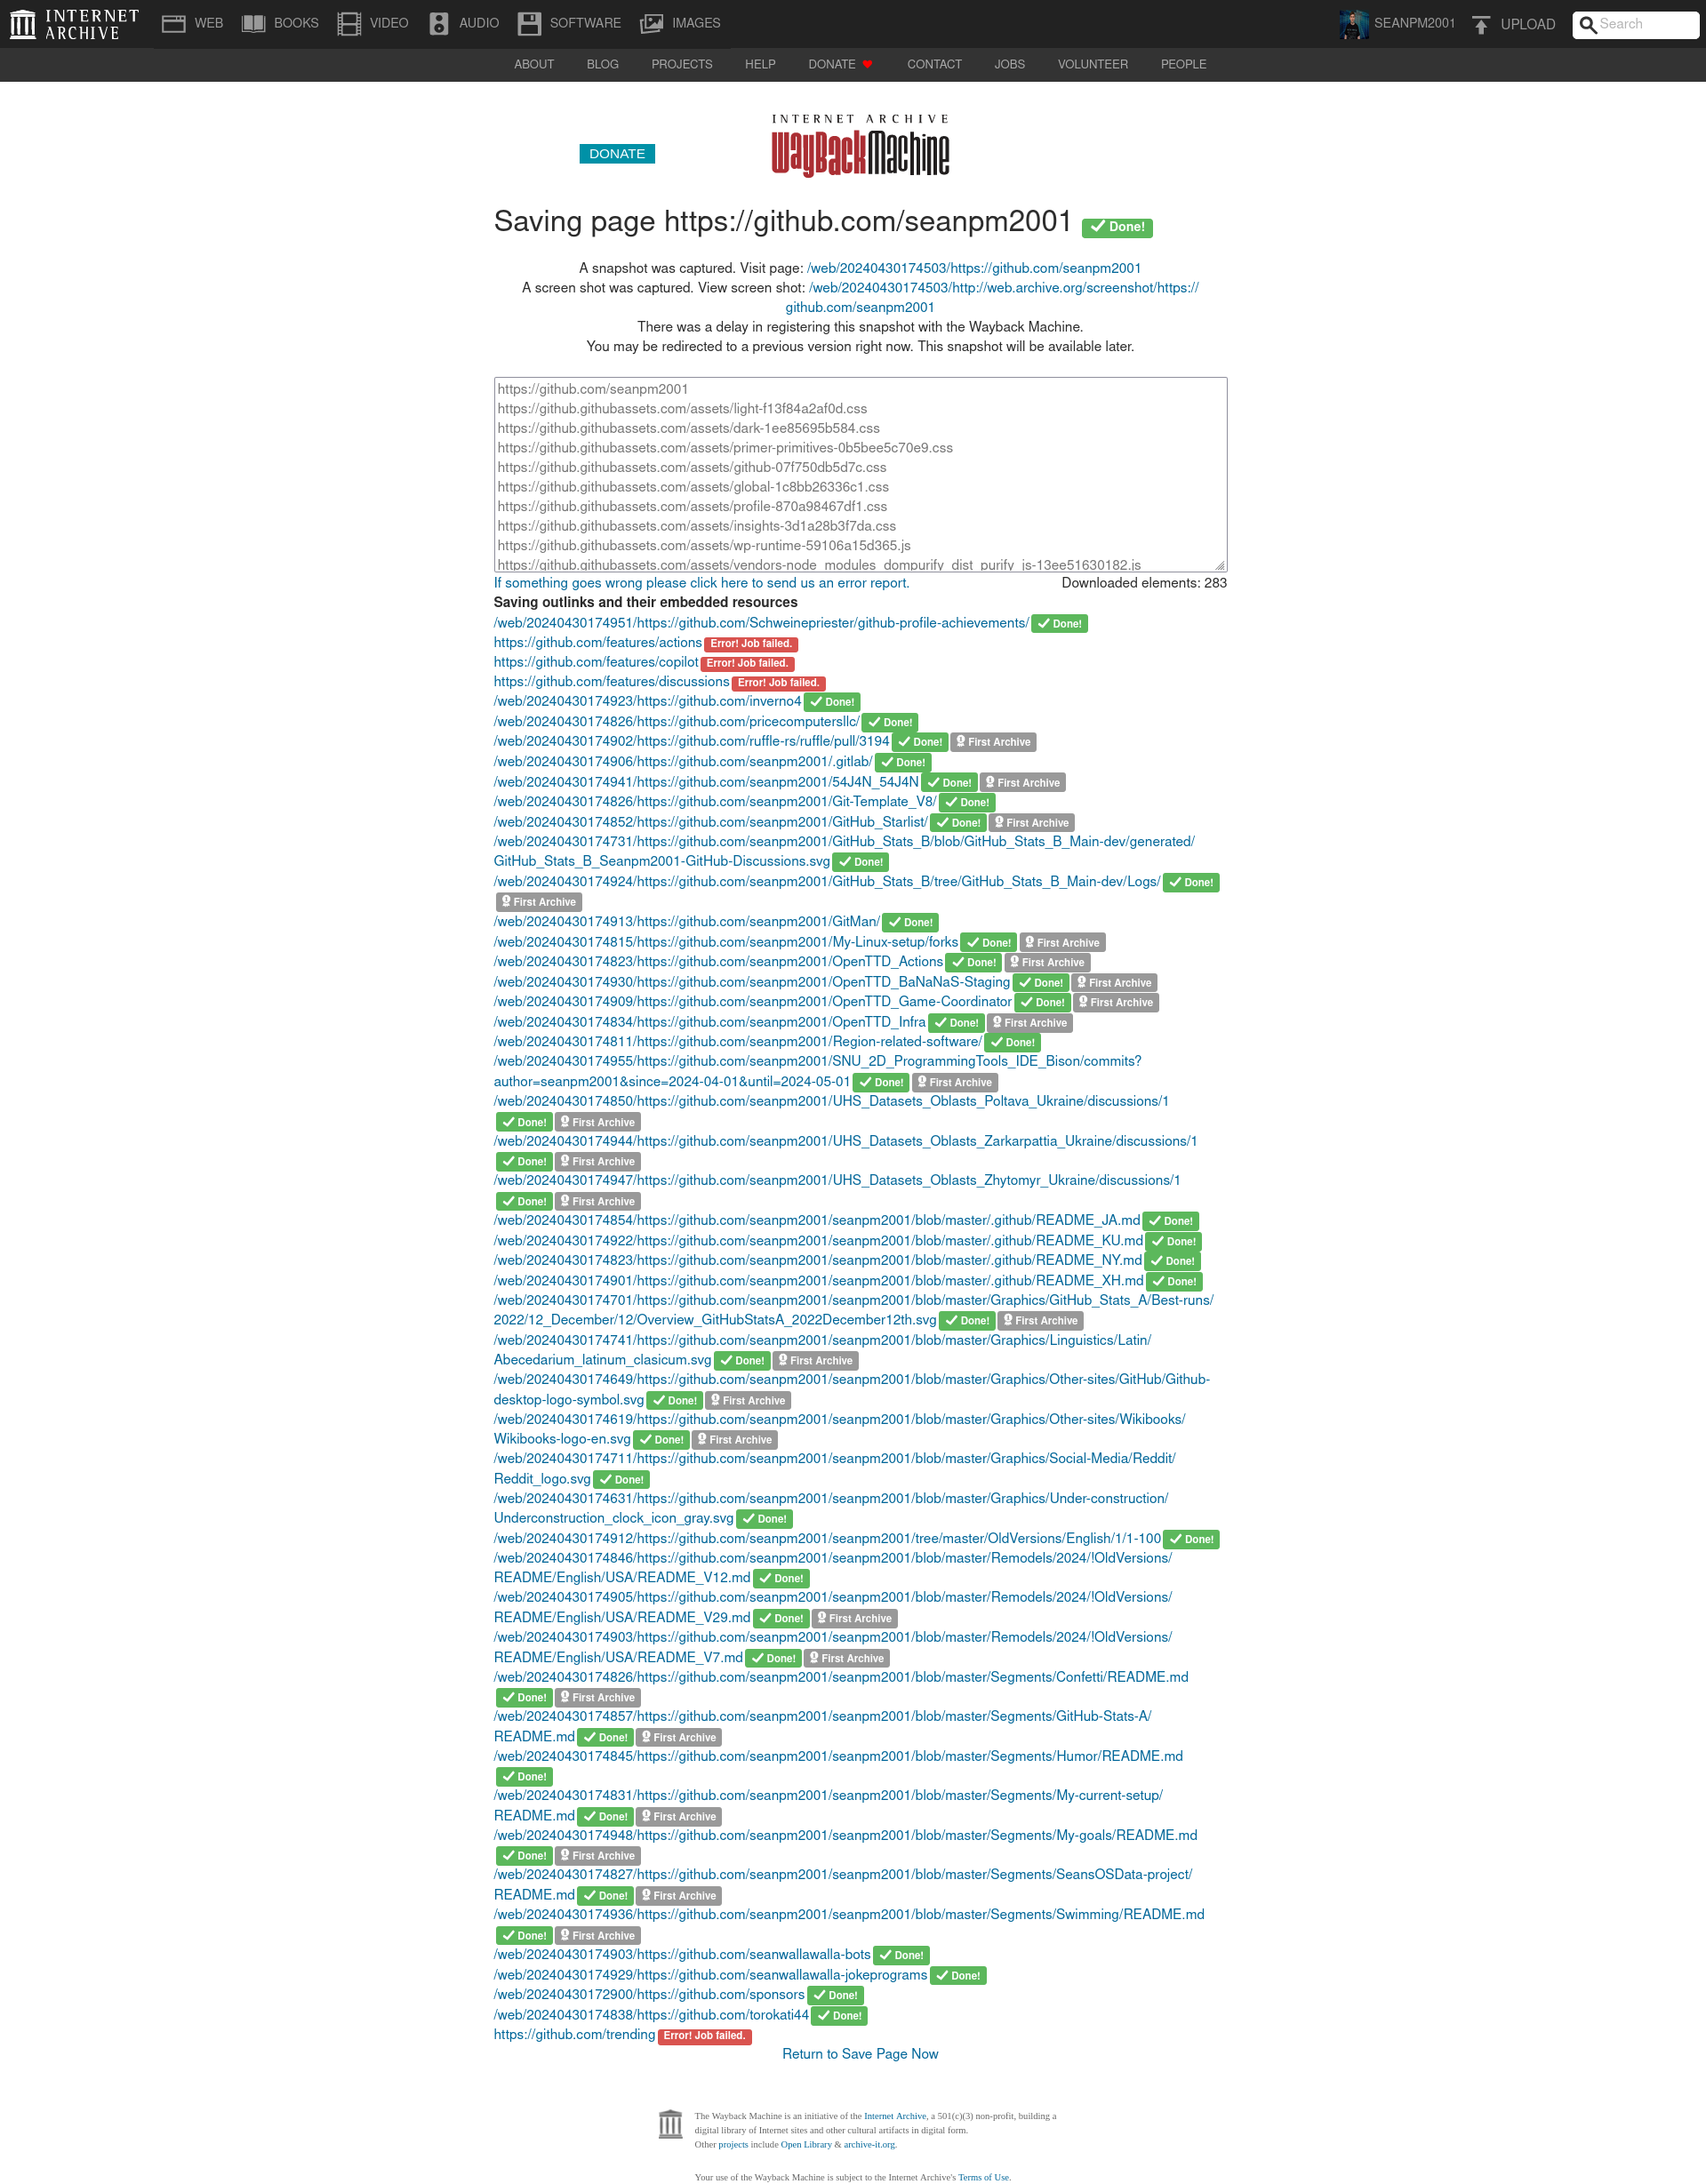 INTERNET ARCHIVE WEB BOOKS VIDEO AUDIO SOFTWARE IMAGES SEANPM2001 UPLOAD Search
ABOUT BLOG PROJECTS HELP DONATE CONTACT JOBS VOLUNTEER PEOPLE
INTERNET ARCHIVE
DONATE WayBackMachine
Saving page https://github.com/seanpm2001 Done!
A snapshot was captured. Visit page: /web/20240430174503/https://github.com/seanpm2001
A screen shot was captured. View screen shot: /web/20240430174503/http://web.archive.org/screenshot/https://
github.com/seanpm2001
There was a delay in registering this snapshot with the Wayback Machine.
You may be redirected to a previous version right now. This snapshot will be available later.
https://github.com/seanpm2001
https://github.githubassets.com/assets/light-f13f84a2af0d.css
https://github.githubassets.com/assets/dark-1ee85695b584.css
https://github.githubassets.com/assets/primer-primitives-0b5bee5c70e9.css
https://github.githubassets.com/assets/github-07f750db5d7c.css
https://github.githubassets.com/assets/global-1c8bb26336c1.css
https://github.githubassets.com/assets/profile-870a98467df1.css
https://github.githubassets.com/assets/insights-3d1a28b3f7da.css
https://github.githubassets.com/assets/wp-runtime-59106a15d365.js
https://github.githubassets.com/assets/vendors-node_modules_dompurify_dist_purify_js-13ee51630182.js
If something goes wrong please click here to send us an error report. Downloaded elements: 283
Saving outlinks and their embedded resources
/web/20240430174951/https://github.com/Schweinepriester/github-profile-achievements/ Done!
https://github.com/features/actions Error! Job failed.
https://github.com/features/copilot Error! Job failed.
https://github.com/features/discussions Error! Job failed.
/web/20240430174923/https://github.com/inverno4 Done!
/web/20240430174826/https://github.com/pricecomputersllc/ Done!
/web/20240430174902/https://github.com/ruffle-rs/ruffle/pull/3194 Done! First Archive
/web/20240430174906/https://github.com/seanpm2001/.gitlab/ Done!
/web/20240430174941/https://github.com/seanpm2001/54J4N_54J4N Done! First Archive
/web/20240430174826/https://github.com/seanpm2001/Git-Template_V8/ Done!
/web/20240430174852/https://github.com/seanpm2001/GitHub_Starlist/ Done! First Archive
/web/20240430174731/https://github.com/seanpm2001/GitHub_Stats_B/blob/GitHub_Stats_B_Main-dev/generated/
GitHub_Stats_B_Seanpm2001-GitHub-Discussions.svg Done!
/web/20240430174924/https://github.com/seanpm2001/GitHub_Stats_B/tree/GitHub_Stats_B_Main-dev/Logs/ Done!
First Archive
/web/20240430174913/https://github.com/seanpm2001/GitMan/ Done!
/web/20240430174815/https://github.com/seanpm2001/My-Linux-setup/forks Done! First Archive
/web/20240430174823/https://github.com/seanpm2001/OpenTTD_Actions Done! First Archive
/web/20240430174930/https://github.com/seanpm2001/OpenTTD_BaNaNaS-Staging Done! First Archive
/web/20240430174909/https://github.com/seanpm2001/OpenTTD_Game-Coordinator Done! First Archive
/web/20240430174834/https://github.com/seanpm2001/OpenTTD_Infra Done! First Archive
/web/20240430174811/https://github.com/seanpm2001/Region-related-software/ Done!
/web/20240430174955/https://github.com/seanpm2001/SNU_2D_ProgrammingTools_IDE_Bison/commits?
author=seanpm2001&since=2024-04-01&until=2024-05-01 Done! First Archive
/web/20240430174850/https://github.com/seanpm2001/UHS_Datasets_Oblasts_Poltava_Ukraine/discussions/1
Done! First Archive
/web/20240430174944/https://github.com/seanpm2001/UHS_Datasets_Oblasts_Zarkarpattia_Ukraine/discussions/1
Done! First Archive
/web/20240430174947/https://github.com/seanpm2001/UHS_Datasets_Oblasts_Zhytomyr_Ukraine/discussions/1
Done! First Archive
/web/20240430174854/https://github.com/seanpm2001/seanpm2001/blob/master/.github/README_JA.md Done!
/web/20240430174922/https://github.com/seanpm2001/seanpm2001/blob/master/.github/README_KU.md Done!
/web/20240430174823/https://github.com/seanpm2001/seanpm2001/blob/master/.github/README_NY.md Done!
/web/20240430174901/https://github.com/seanpm2001/seanpm2001/blob/master/.github/README_XH.md Done!
/web/20240430174701/https://github.com/seanpm2001/seanpm2001/blob/master/Graphics/GitHub_Stats_A/Best-runs/
2022/12_December/12/Overview_GitHubStatsA_2022December12th.svg Done! First Archive
/web/20240430174741/https://github.com/seanpm2001/seanpm2001/blob/master/Graphics/Linguistics/Latin/
Abecedarium_latinum_clasicum.svg Done! First Archive
/web/20240430174649/https://github.com/seanpm2001/seanpm2001/blob/master/Graphics/Other-sites/GitHub/Github-
desktop-logo-symbol.svg Done! First Archive
/web/20240430174619/https://github.com/seanpm2001/seanpm2001/blob/master/Graphics/Other-sites/Wikibooks/
Wikibooks-logo-en.svg Done! First Archive
/web/20240430174711/https://github.com/seanpm2001/seanpm2001/blob/master/Graphics/Social-Media/Reddit/
Reddit_logo.svg Done!
/web/20240430174631/https://github.com/seanpm2001/seanpm2001/blob/master/Graphics/Under-construction/
Underconstruction_clock_icon_gray.svg Done!
/web/20240430174912/https://github.com/seanpm2001/seanpm2001/tree/master/OldVersions/English/1/1-100 Done!
/web/20240430174846/https://github.com/seanpm2001/seanpm2001/blob/master/Remodels/2024/!OldVersions/
README/English/USA/README_V12.md Done!
/web/20240430174905/https://github.com/seanpm2001/seanpm2001/blob/master/Remodels/2024/!OldVersions/
README/English/USA/README_V29.md Done! First Archive
/web/20240430174903/https://github.com/seanpm2001/seanpm2001/blob/master/Remodels/2024/!OldVersions/
README/English/USA/README_V7.md Done! First Archive
/web/20240430174826/https://github.com/seanpm2001/seanpm2001/blob/master/Segments/Confetti/README.md
Done! First Archive
/web/20240430174857/https://github.com/seanpm2001/seanpm2001/blob/master/Segments/GitHub-Stats-A/
README.md Done! First Archive
/web/20240430174845/https://github.com/seanpm2001/seanpm2001/blob/master/Segments/Humor/README.md
Done!
/web/20240430174831/https://github.com/seanpm2001/seanpm2001/blob/master/Segments/My-current-setup/
README.md Done! First Archive
/web/20240430174948/https://github.com/seanpm2001/seanpm2001/blob/master/Segments/My-goals/README.md
Done! First Archive
/web/20240430174827/https://github.com/seanpm2001/seanpm2001/blob/master/Segments/SeansOSData-project/
README.md Done! First Archive
/web/20240430174936/https://github.com/seanpm2001/seanpm2001/blob/master/Segments/Swimming/README.md
Done! First Archive
/web/20240430174903/https://github.com/seanwallawalla-bots Done!
/web/20240430174929/https://github.com/seanwallawalla-jokeprograms Done!
/web/20240430172900/https://github.com/sponsors Done!
/web/20240430174838/https://github.com/torokati44 Done!
https://github.com/trending Error! Job failed.
Return to Save Page Now
The Wayback Machine is an initiative of the Internet Archive, a 501(c)(3) non-profit, building a
digital library of Internet sites and other cultural artifacts in digital form.
Other projects include Open Library & archive-it.org.
Your use of the Wayback Machine is subject to the Internet Archive's Terms of Use.